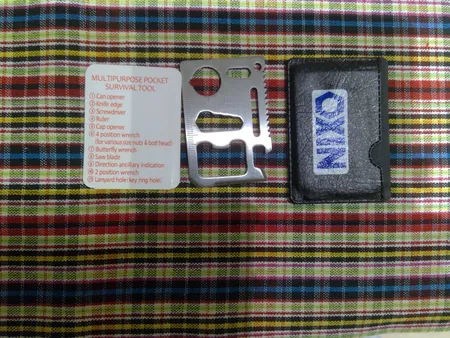 MULTIPURPOSE POCKET
SURVIVAL TOOL
① Can opener
② Knife edge
③ Screwdriver
④ Ruler
⑤ Cap opener
⑥ 4 position wrench
(for various size nuts & bolt head)
⑦ Butterfly wrench
⑧ Saw blade
⑨ Direction ancillary indication
⑩ 2 position wrench
⑪ Lanyard hole( key ring hole)
NIXO